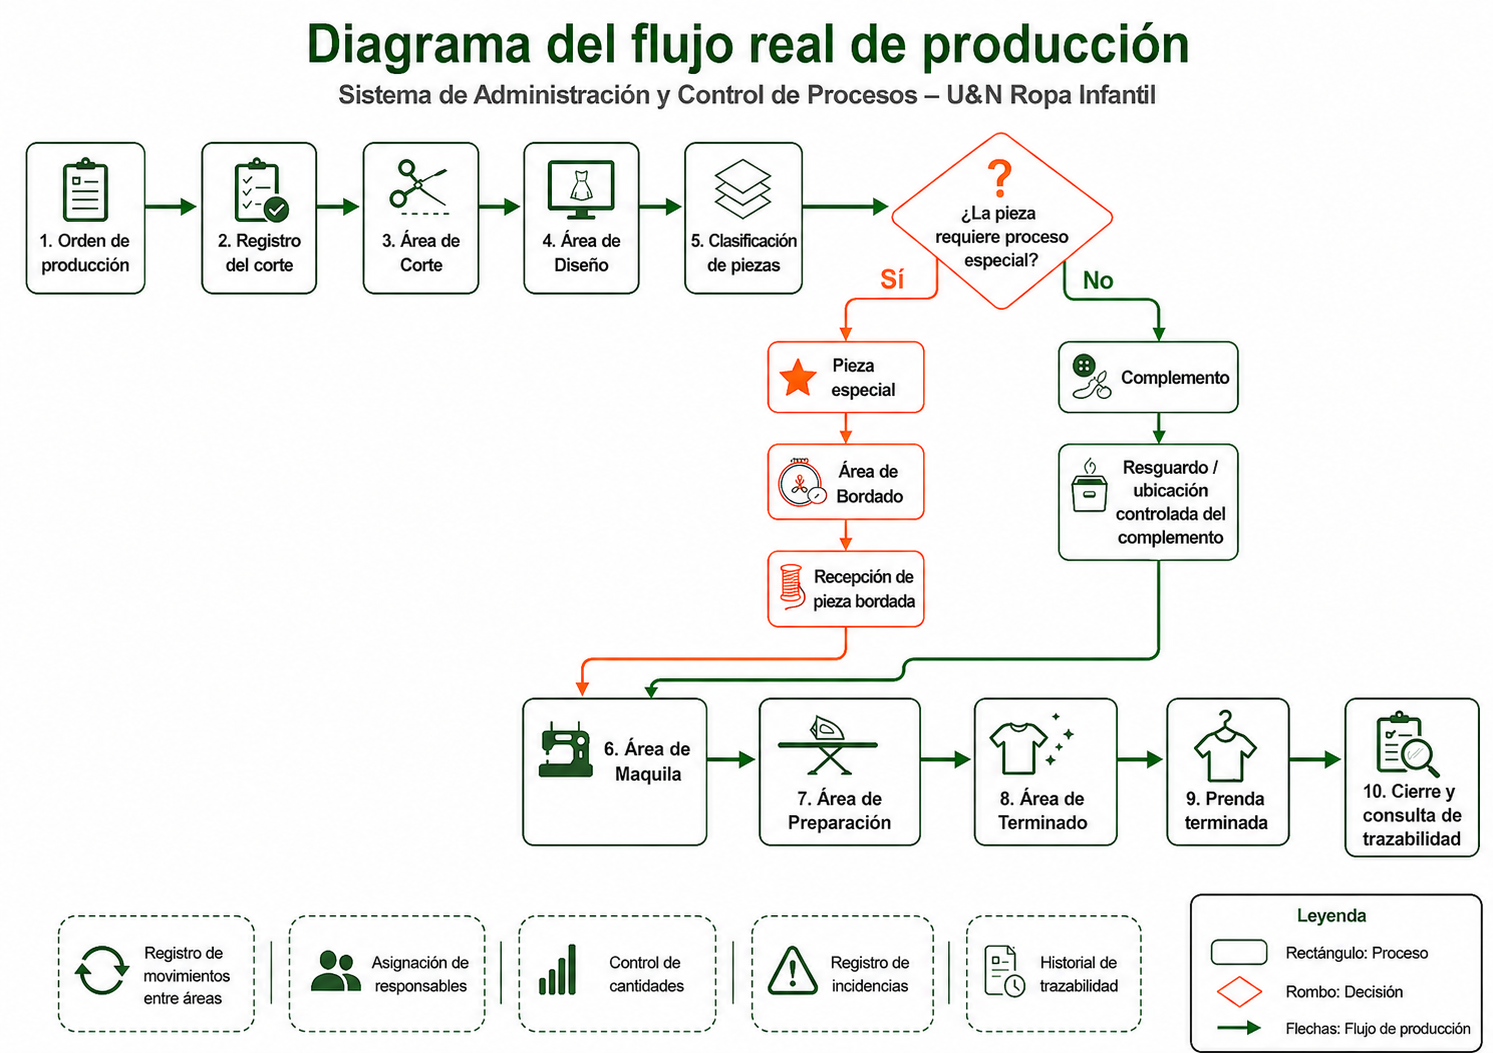 Diagrama del flujo real de producción
Sistema de Administración y Control de Procesos – U&N Ropa Infantil
1. Orden de
producción
2. Registro
del corte
3. Área de
Corte
4. Área de
Diseño
5. Clasificación
de piezas
?
¿La pieza
requiere proceso
especial?
Sí
No
Pieza
especial
Complemento
Área de
Bordado
Resguardo /
ubicación
controlada del
complemento
Recepción de
pieza bordada
6. Área de
Maquila
7. Área de
Preparación
8. Área de
Terminado
9. Prenda
terminada
10. Cierre y
consulta de
trazabilidad
Registro de
movimientos
entre áreas
Asignación de
responsables
Control de
cantidades
Registro de
incidencias
Historial de
trazabilidad
Leyenda
Rectángulo: Proceso
Rombo: Decisión
Flechas: Flujo de producción